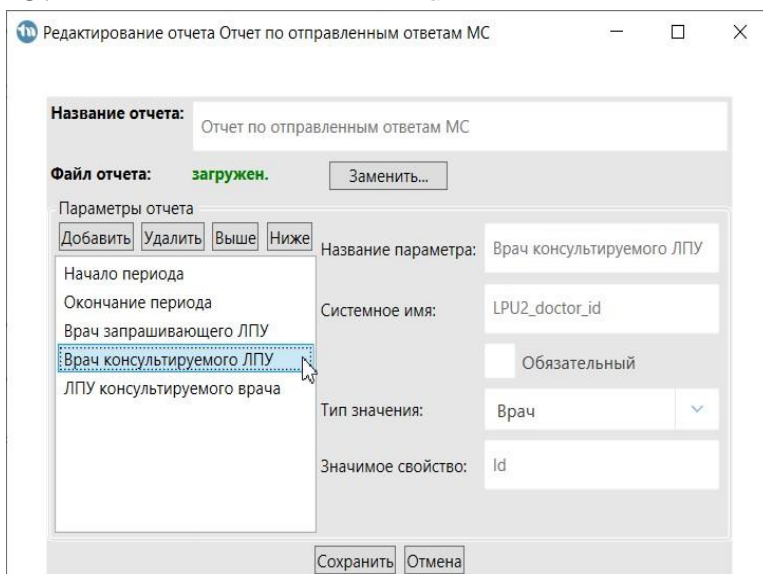 Редактирование отчета Отчет по отправленным ответам МС
Название отчета:
Отчет по отправленным ответам МС
Файл отчета: загружен. Заменить...
Параметры отчета
Добавить Удалить Выше Ниже
Начало периода
Окончание периода
Врач запрашивающего ЛПУ
Врач консультируемого ЛПУ
ЛПУ консультируемого врача
Название параметра: Врач консультируемого ЛПУ
Системное имя: LPU2_doctor_id
Обязательный
Тип значения: Врач
Значимое свойство: Id
Сохранить Отмена